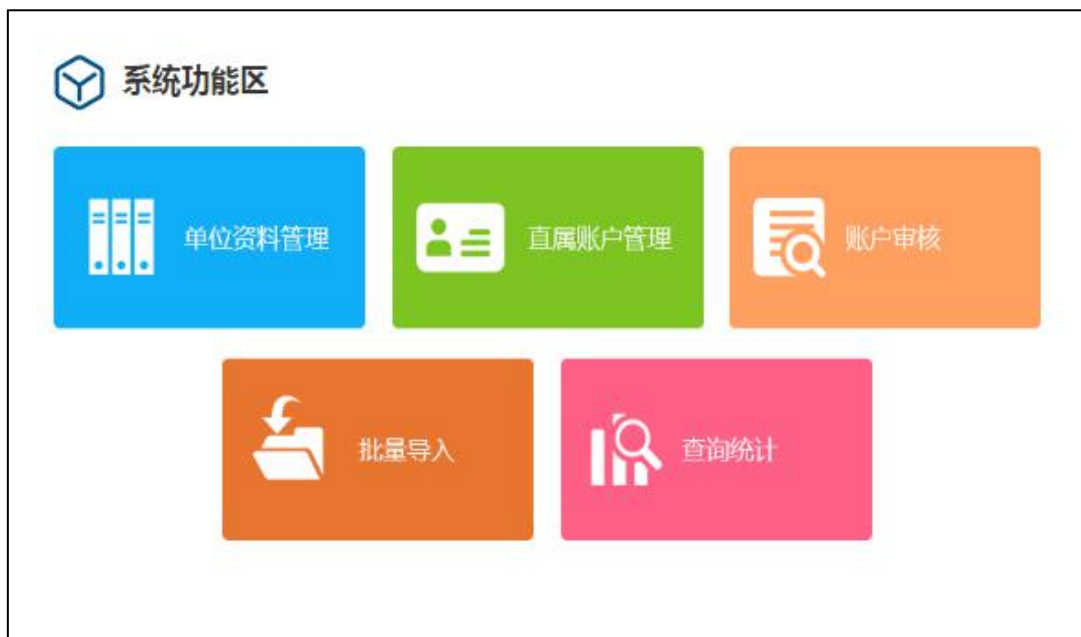 系统功能区
单位资料管理
直属账户管理
账户审核
批量导入
查询统计